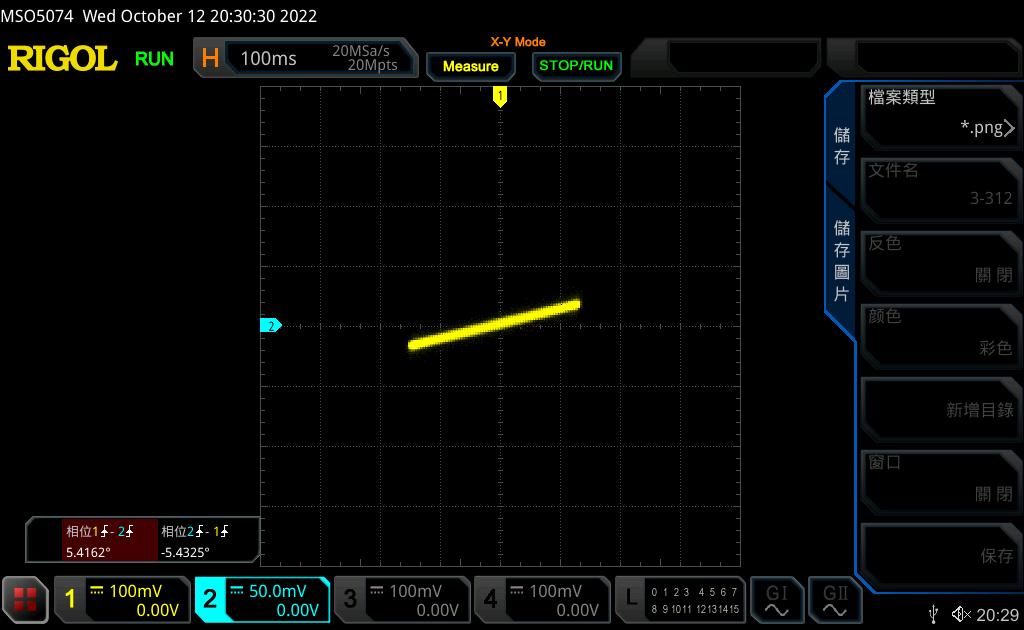 MSO5074 Wed October 12 20:30:30 2022
RIGOL RUN H 100ms 20MSa/s 20Mpts
X-Y Mode
Measure STOP/RUN
1
2
儲存
儲存圖片
檔案類型
*.png
文件名
3-312
反色
關 閉
颜色
彩色
新增目錄
窗口
關 閉
保存
相位1 - 2 相位2 - 1
5.4162° -5.4325°
1 100mV 0.00V
2 50.0mV 0.00V
3 100mV 0.00V
4 100mV 0.00V
L 0 1 2 3 4 5 6 7
8 9 10 11 12 13 14 15
GI GII
20:29